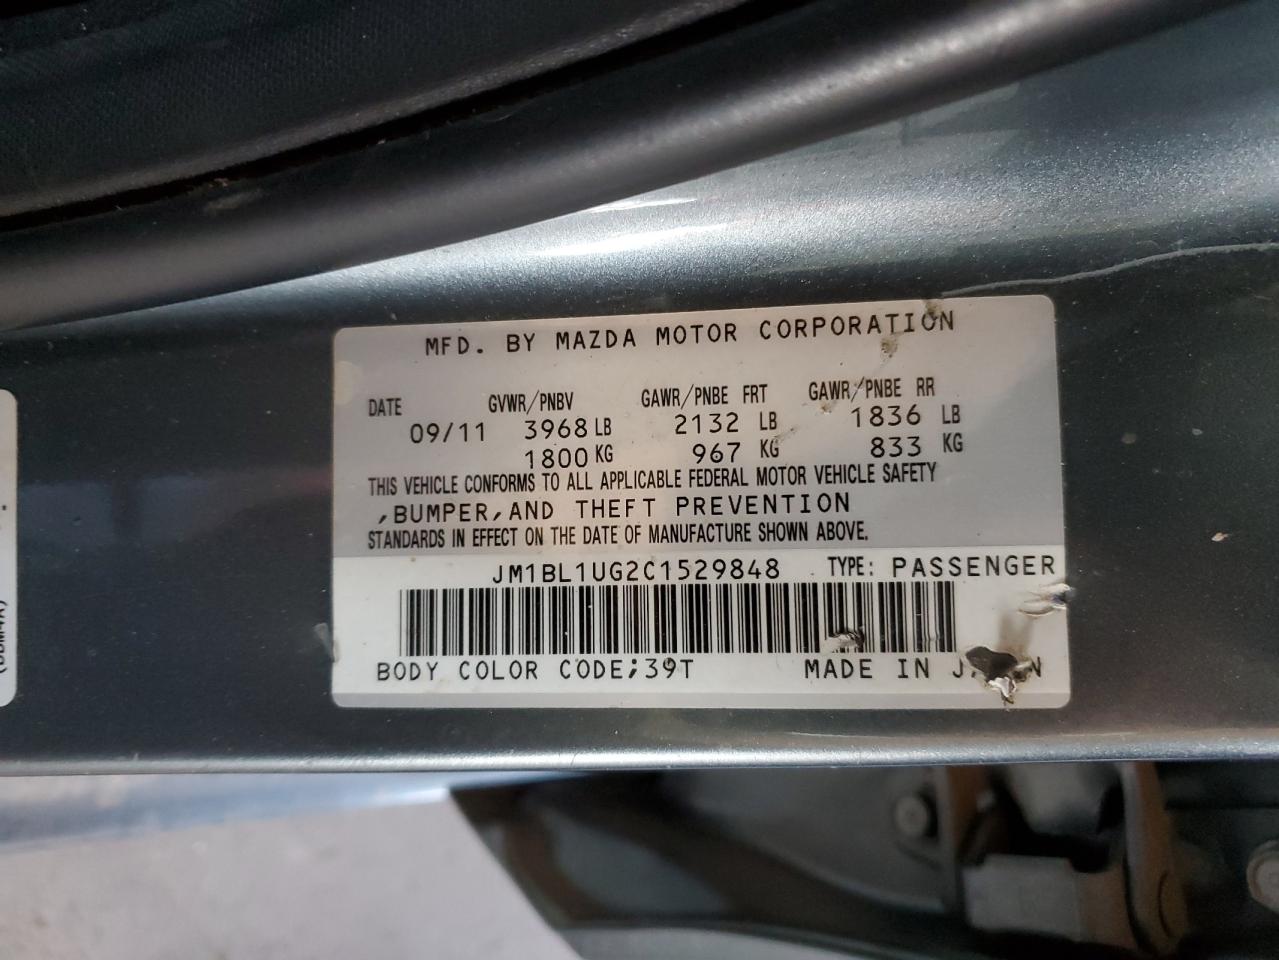 MFD. BY MAZDA MOTOR CORPORATION
DATE GVWR/PNBV GAWR/PNBE FRT GAWR/PNBE RR
09/11 3968 LB 2132 LB 1836 LB
1800 KG 967 KG 833 KG
THIS VEHICLE CONFORMS TO ALL APPLICABLE FEDERAL MOTOR VEHICLE SAFETY
,BUMPER,AND THEFT PREVENTION
STANDARDS IN EFFECT ON THE DATE OF MANUFACTURE SHOWN ABOVE.
JM1BL1UG2C1529848 TYPE: PASSENGER
BODY COLOR CODE;39T MADE IN